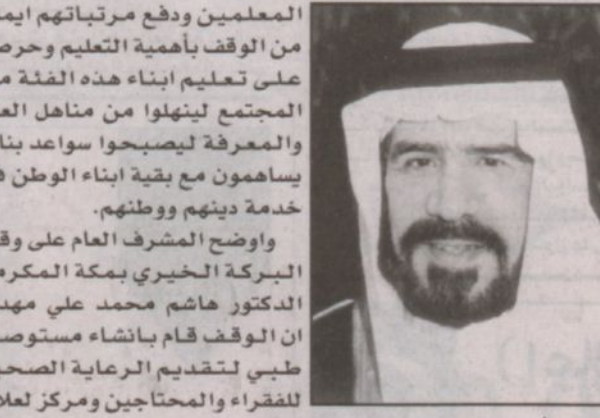 المعلمين ودفع مرتباتهم ايم
من الوقف بأهمية التعليم وحرص
على تعليم ابناء هذه الفئة م
المجتمع لينهلوا من مناهل الع
والمعرفة ليصبحوا سواعد بنا
يساهمون مع بقية ابناء الوطن ف
خدمة دينهم ووطنهم.
واوضح المشرف العام على وق
البركة الخيري بمكة المكرم
الدكتور هاشم محمد علي مهد
ان الوقف قام بانشاء مستوص
طبي لتقديم الرعاية الصح
للفقراء والمحتاجين ومركز لعلا